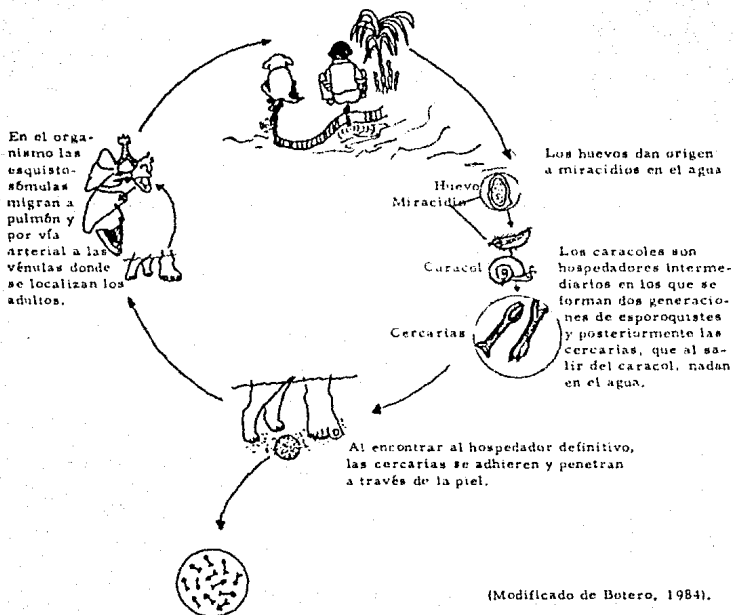 En el orga-
nismo las
esquisto-
sómulas
migran a
pulmón y
por vía
arterial a las
vénulas donde
se localizan los
adultos.
Los huevos dan origen
a miracidios en el agua
Huevo
Miracidio
Caracol
Cercarias
Los caracoles son
hospedadores interme-
diarios en los que se
forman dos generacio-
nes de esporoquistes
y posteriormente las
cercarias, que al sa-
lir del caracol, nadan
en el agua.
Al encontrar al hospedador definitivo,
las cercarias se adhieren y penetran
a través de la piel.
(Modificado de Botero, 1984).